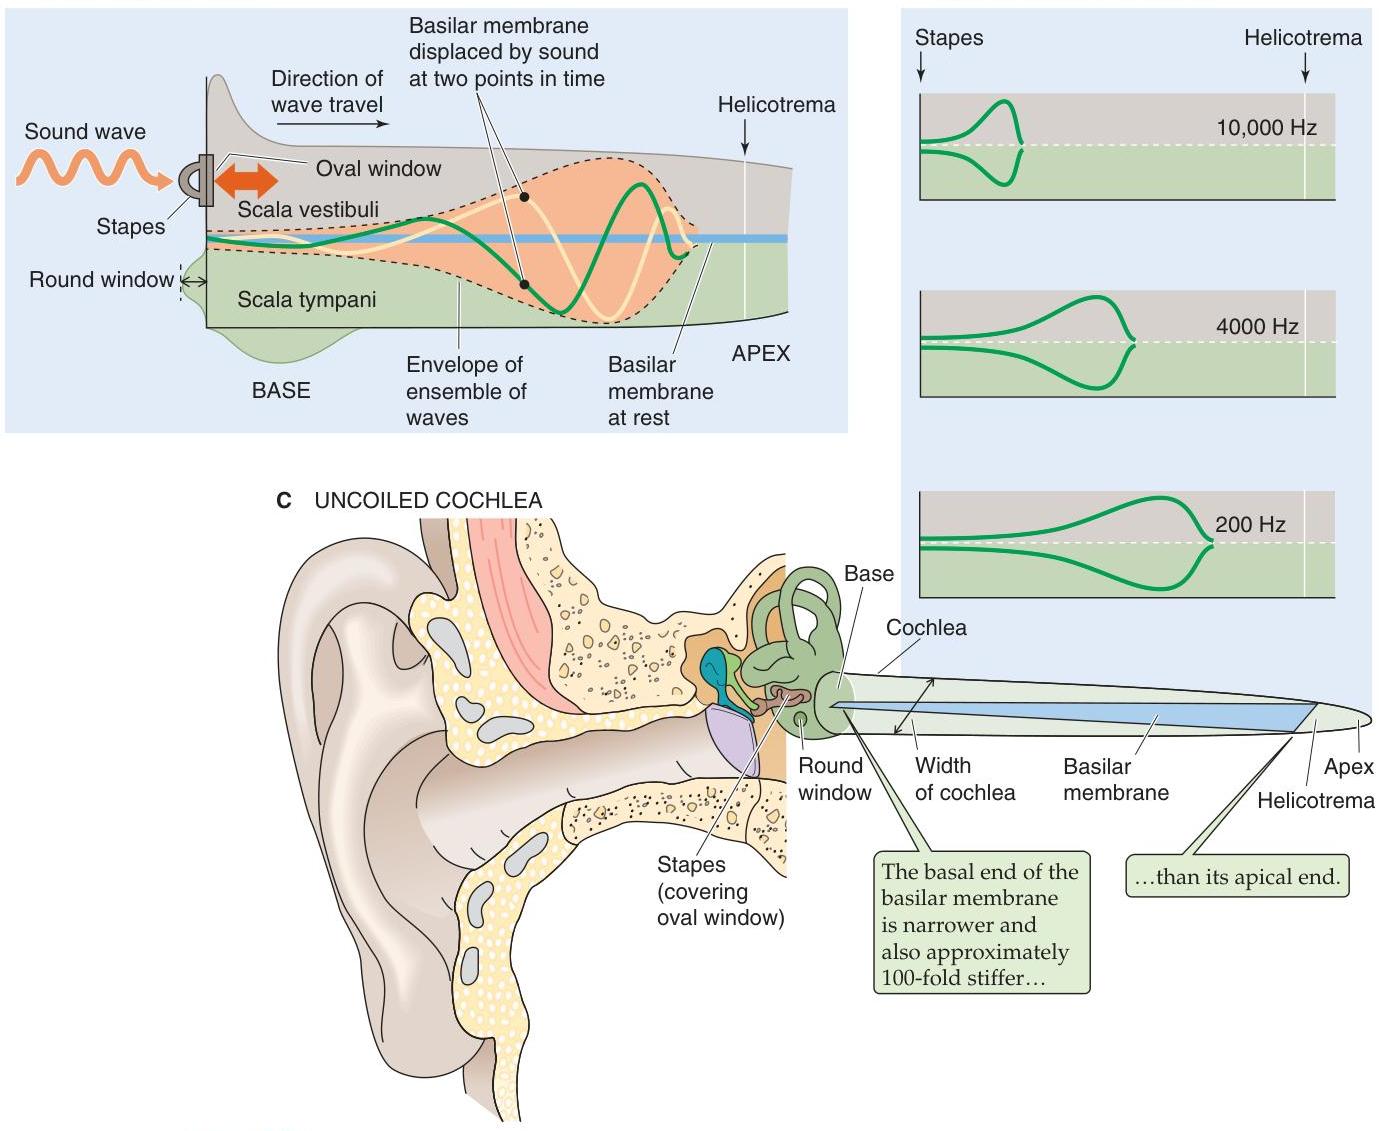 Basilar membrane
displaced by sound
at two points in time
Direction of
wave travel
Helicotrema
Sound wave
Oval window
Scala vestibuli
Stapes
Round window
Scala tympani
Envelope of
ensemble of
waves
Basilar
membrane
at rest
APEX
BASE
Stapes
Helicotrema
10,000 Hz
4000 Hz
200 Hz
C UNCOILED COCHLEA
Base
Cochlea
Round
window
Width
of cochlea
Basilar
membrane
Apex
Helicotrema
Stapes
(covering
oval window)
The basal end of the
basilar membrane
is narrower and
also approximately
100-fold stiffer…
…than its apical end.